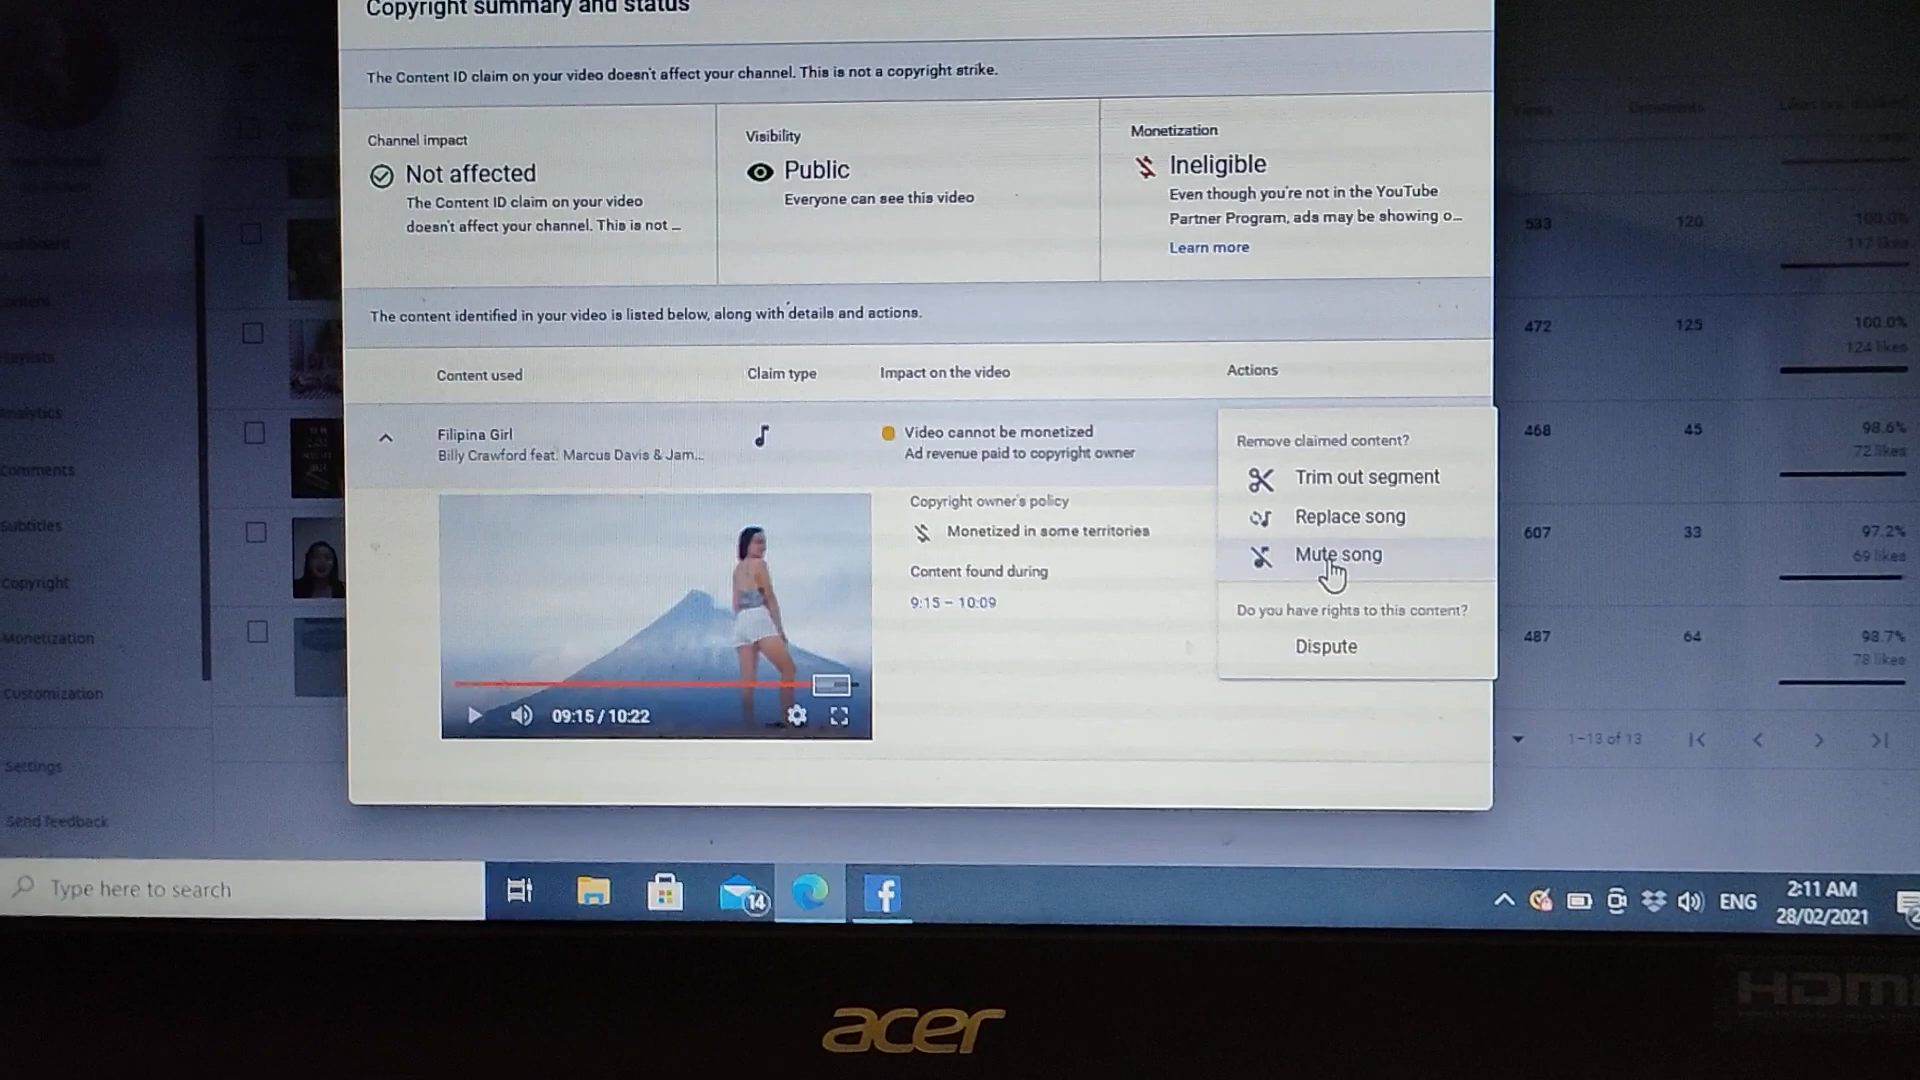 Copyright summary and status
The Content ID claim on your video doesn't affect your channel. This is not a copyright strike.
Channel impact
Not affected
The Content ID claim on your video
doesn't affect your channel. This is not ...
Visibility
Public
Everyone can see this video
Monetization
Ineligible
Even though you're not in the YouTube
Partner Program, ads may be showing o...
Learn more
The content identified in your video is listed below, along with details and actions.
Content used
Claim type
Impact on the video
Actions
Filipina Girl
Billy Crawford feat. Marcus Davis & Jam...
Video cannot be monetized
Ad revenue paid to copyright owner
Copyright owner's policy
Monetized in some territories
Content found during
9:15 – 10:09
09:15 / 10:22
Remove claimed content?
Trim out segment
Replace song
Mute song
Do you have rights to this content?
Dispute
Analytics
Comments
Subtitles
Copyright
Monetization
Customization
Settings
Send feedback
Views
Comments
533
120
100.0%
117 likes
472
125
100.0%
124 likes
468
45
98.6%
72 likes
607
33
97.2%
69 likes
487
64
98.7%
78 likes
1–13 of 13
Type here to search
14
ENG
2:11 AM
28/02/2021
2
acer
HDMI